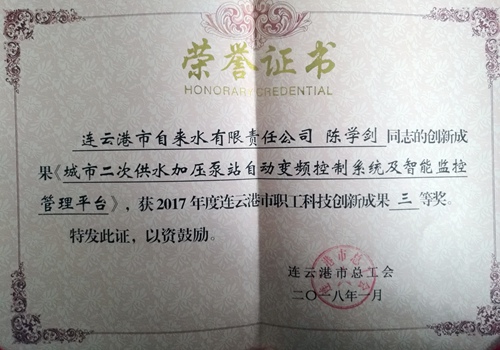 荣誉证书
HONORARY CREDENTIAL
连云港市自来水有限责任公司 陈学剑 同志的创新成
果《城市二次供水加压泵站自动变频控制系统及智能监控
管理平台》，获2017年度连云港市职工科技创新成果 三 等奖。
特发此证，以资鼓励。
连云港市总工会
二〇一八年一月